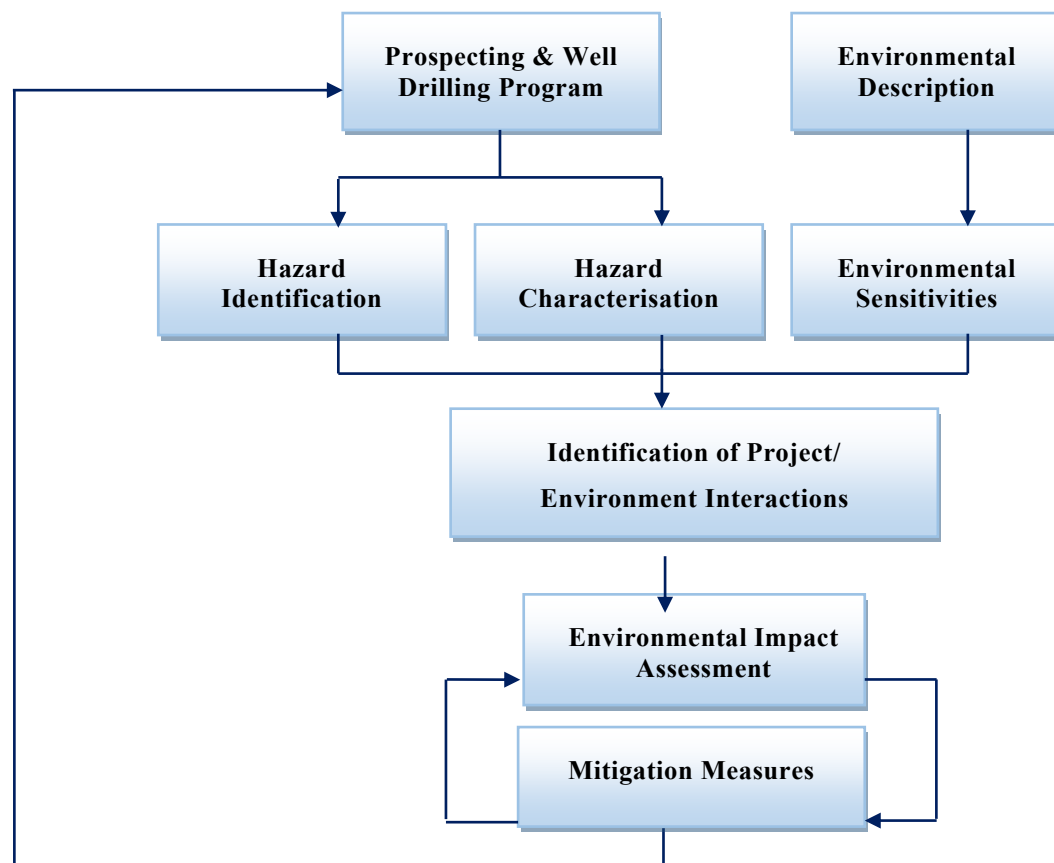 Prospecting & Well
Drilling Program
Environmental
Description
Hazard
Identification
Hazard
Characterisation
Environmental
Sensitivities
Identification of Project/
Environment Interactions
Environmental Impact
Assessment
Mitigation Measures